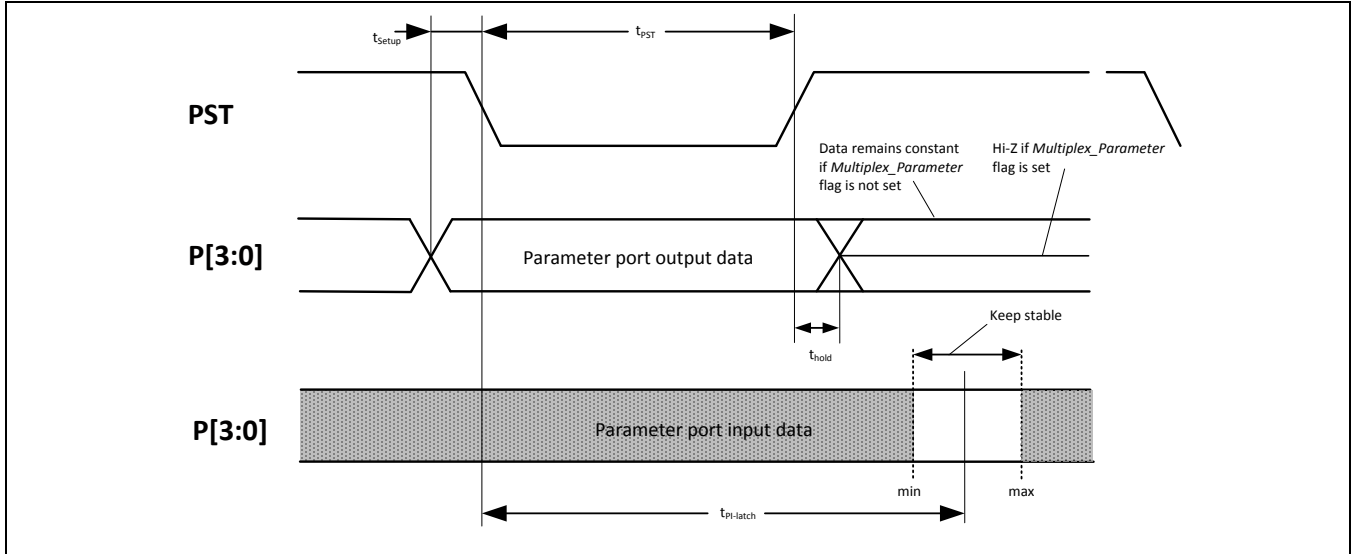 tSetup
tPST
PST
Data remains constant
if Multiplex_Parameter
flag is not set
Hi-Z if Multiplex_Parameter
flag is set
P[3:0]
Parameter port output data
Keep stable
thold
P[3:0]
Parameter port input data
min
max
tPI-latch